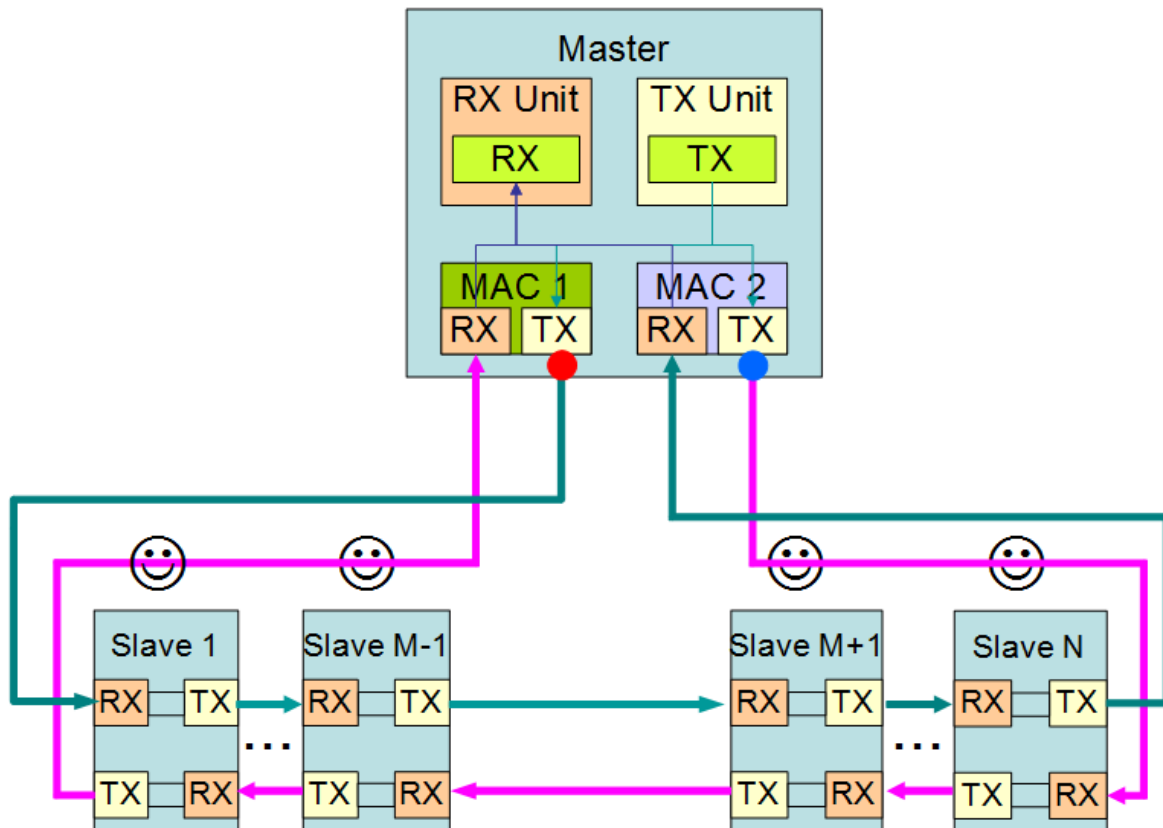 Master
RX Unit
TX Unit
RX
TX
MAC 1
MAC 2
RX
TX
RX
TX
Slave 1
Slave M-1
Slave M+1
Slave N
RX
TX
RX
TX
RX
TX
RX
TX
...
...
TX
RX
TX
RX
TX
RX
TX
RX